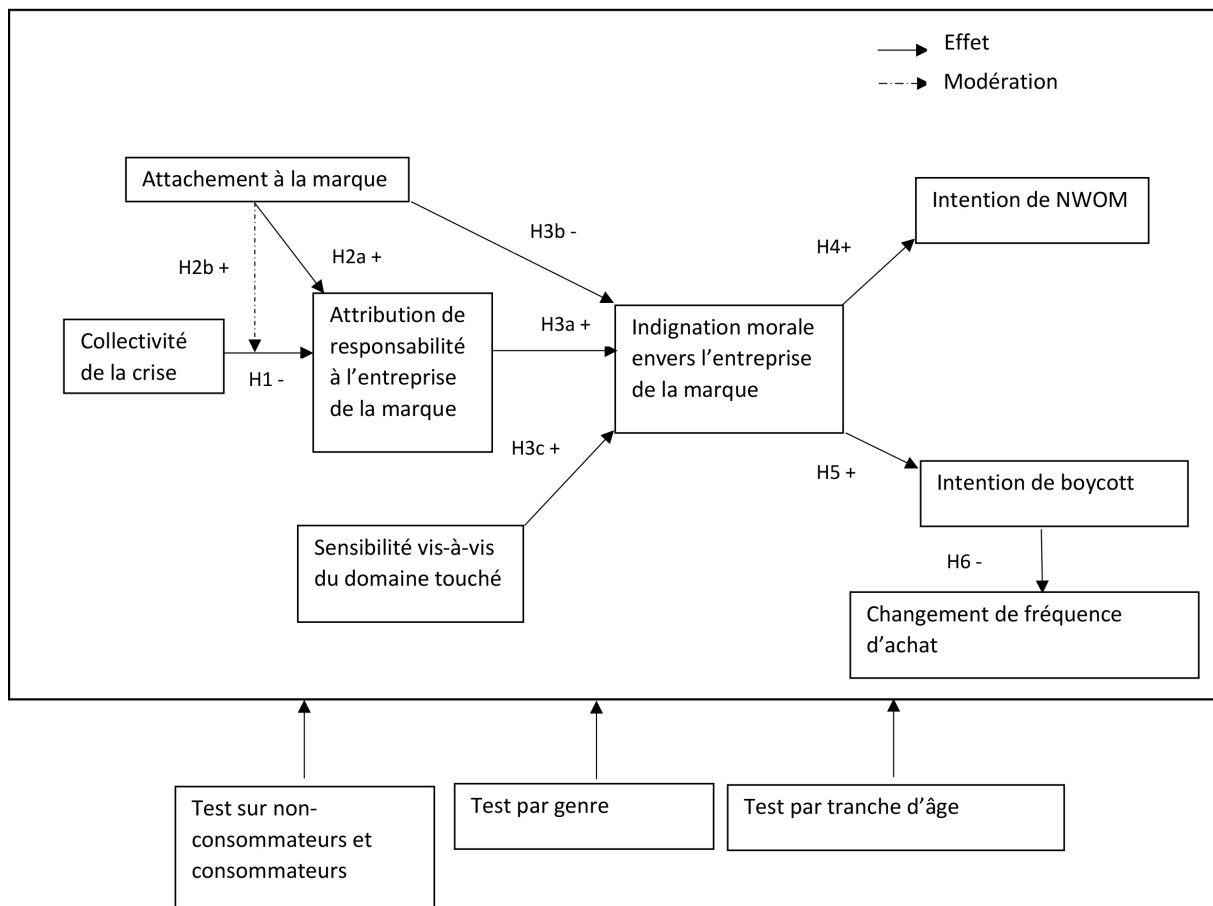 Effet
Modération
Attachement à la marque
Intention de NWOM
H3b -
H4+
H2a +
H2b +
Attribution de
responsabilité
à l’entreprise
de la marque
H3a +
Indignation morale
envers l’entreprise
de la marque
Collectivité
de la crise
H1 -
H3c +
H5 +
Intention de boycott
Sensibilité vis-à-vis
du domaine touché
H6 -
Changement de fréquence
d’achat
Test sur non-
consommateurs et
consommateurs
Test par genre
Test par tranche d’âge